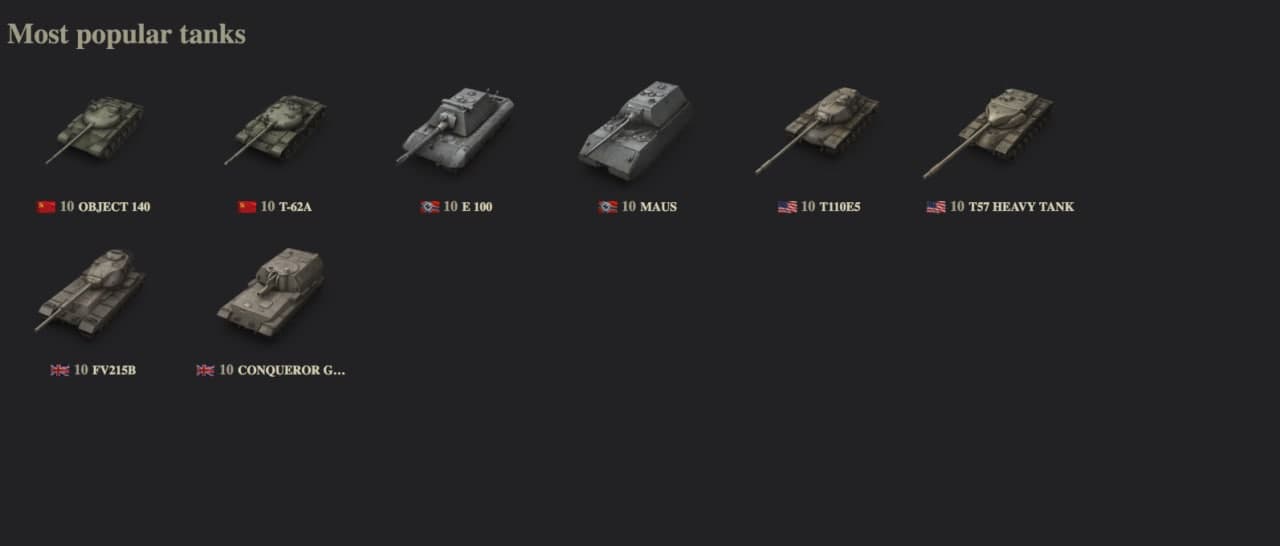 Most popular tanks
10 OBJECT 140
10 T-62A
10 E 100
10 MAUS
10 T110E5
10 T57 HEAVY TANK
10 FV215B
10 CONQUEROR G...